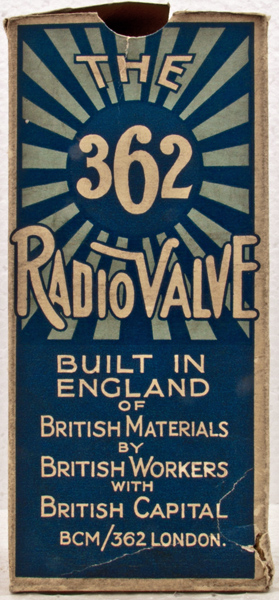 THE
362
RADIO VALVE
BUILT IN
ENGLAND
OF
BRITISH MATERIALS
BY
BRITISH WORKERS
WITH
BRITISH CAPITAL
BCM/362 LONDON.